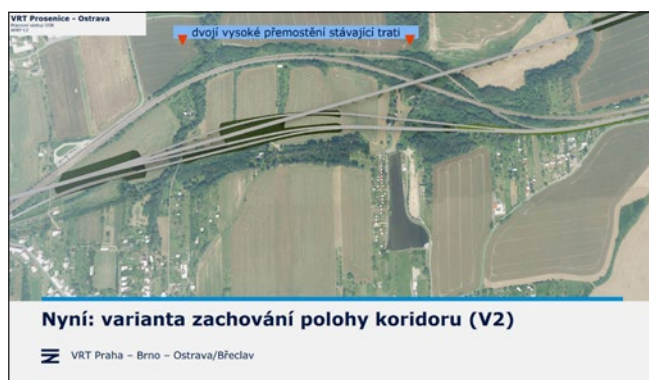 VRT Prosenice – Ostrava
dvojí vysoké přemostění stávající trati
Nyní: varianta zachování polohy koridoru (V2)
VRT Praha – Brno – Ostrava/Břeclav